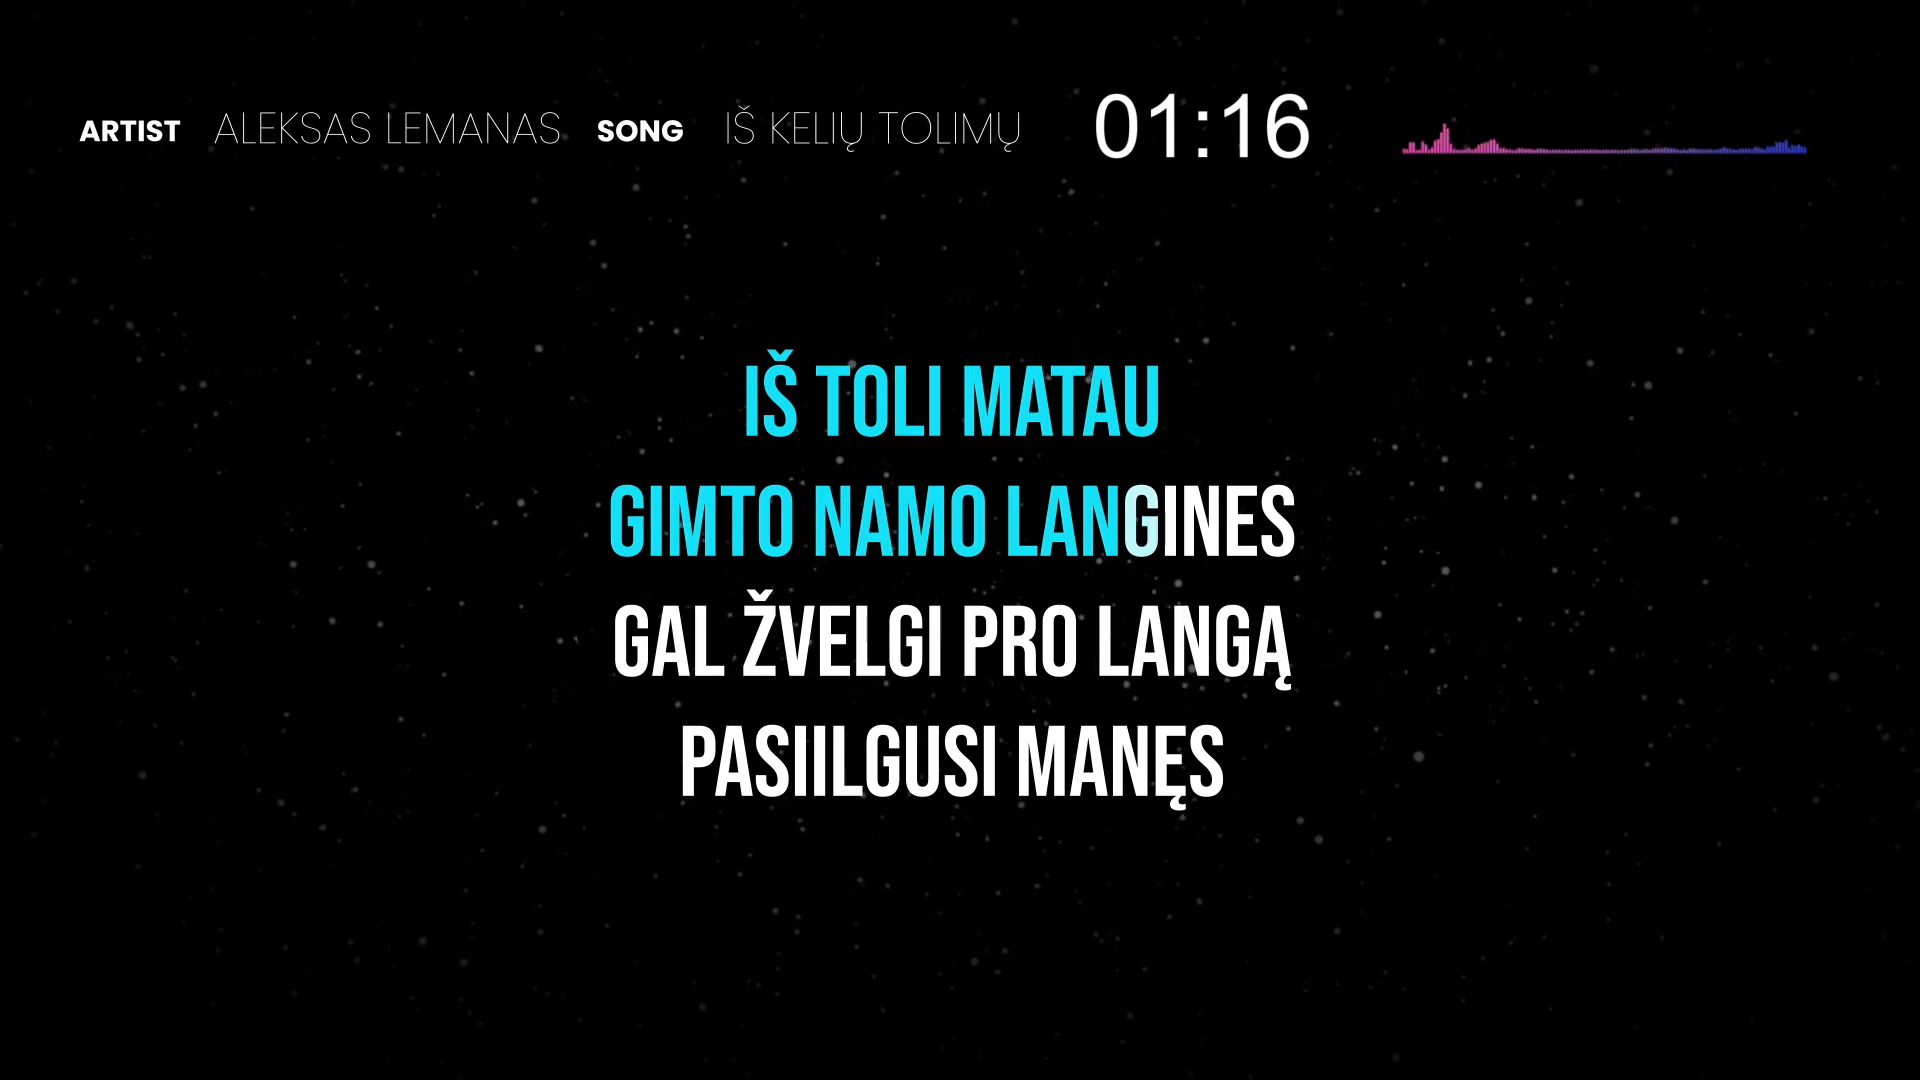 ARTIST ALEKSAS LEMANAS SONG IŠ KELIŲ TOLIMŲ 01:16
IŠ TOLI MATAU
GIMTO NAMO LANGINES
GAL ŽVELGI PRO LANGĄ
PASIILGUSI MANĘS